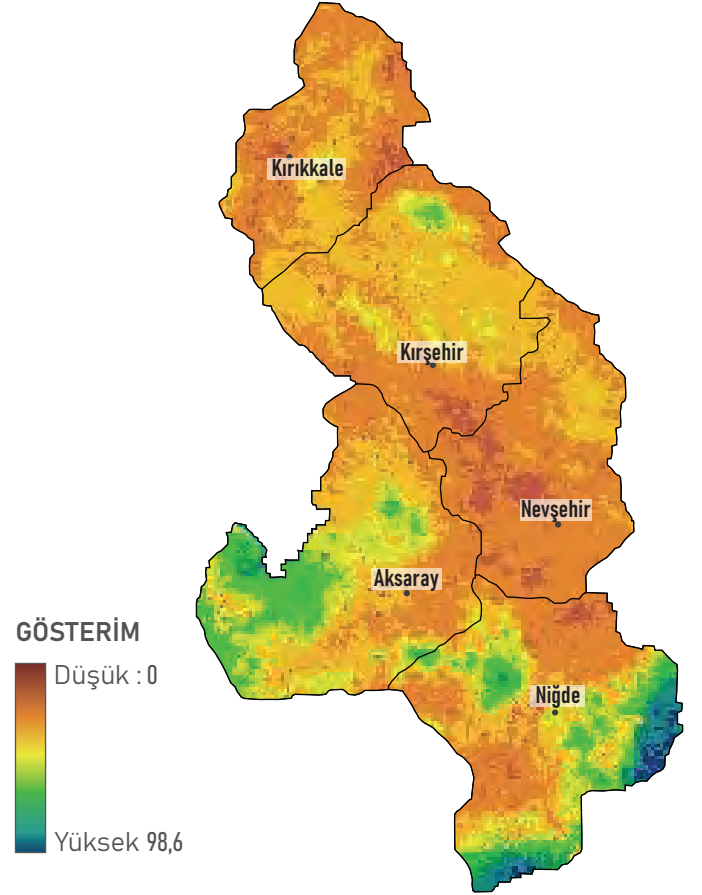 Kırıkkale
Kırşehir
Nevşehir
Aksaray
Niğde
GÖSTERİM
Düşük : 0
Yüksek 98,6